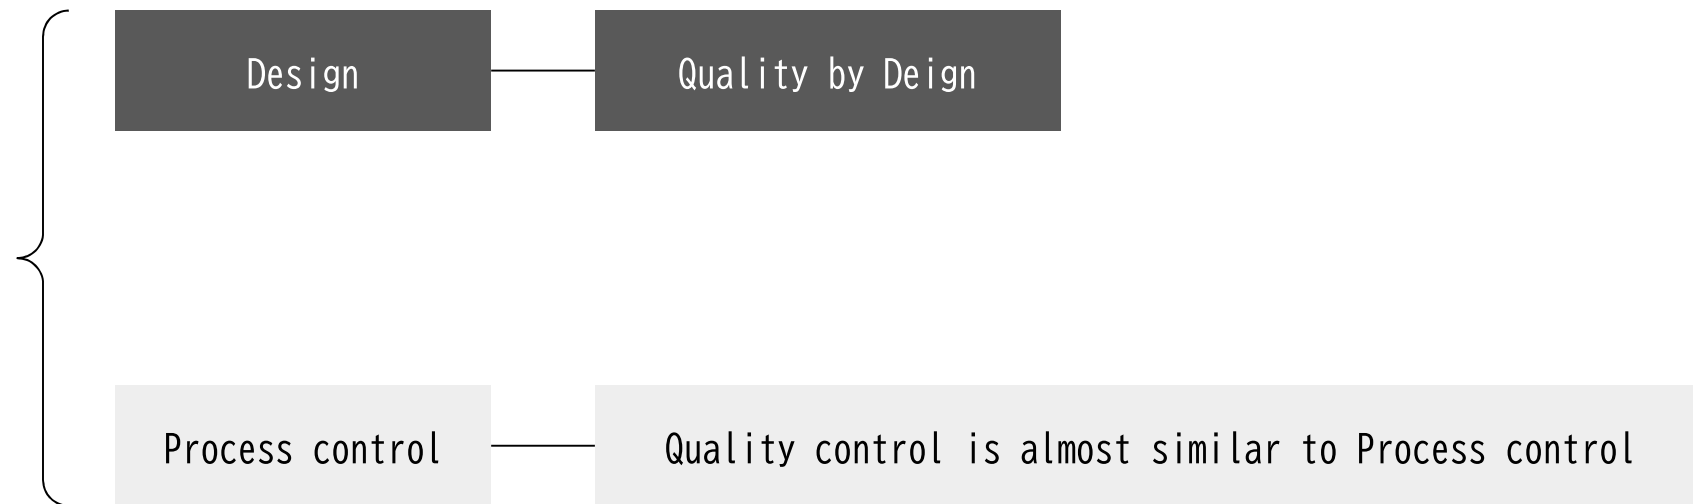 Design
Quality by Deign
Process control
Quality control is almost similar to Process control